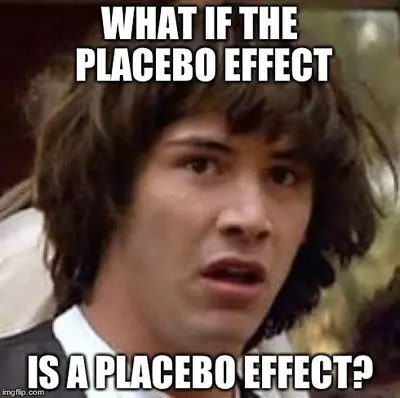 WHAT IF THE
PLACEBO EFFECT
IS A PLACEBO EFFECT?
imgflip.com